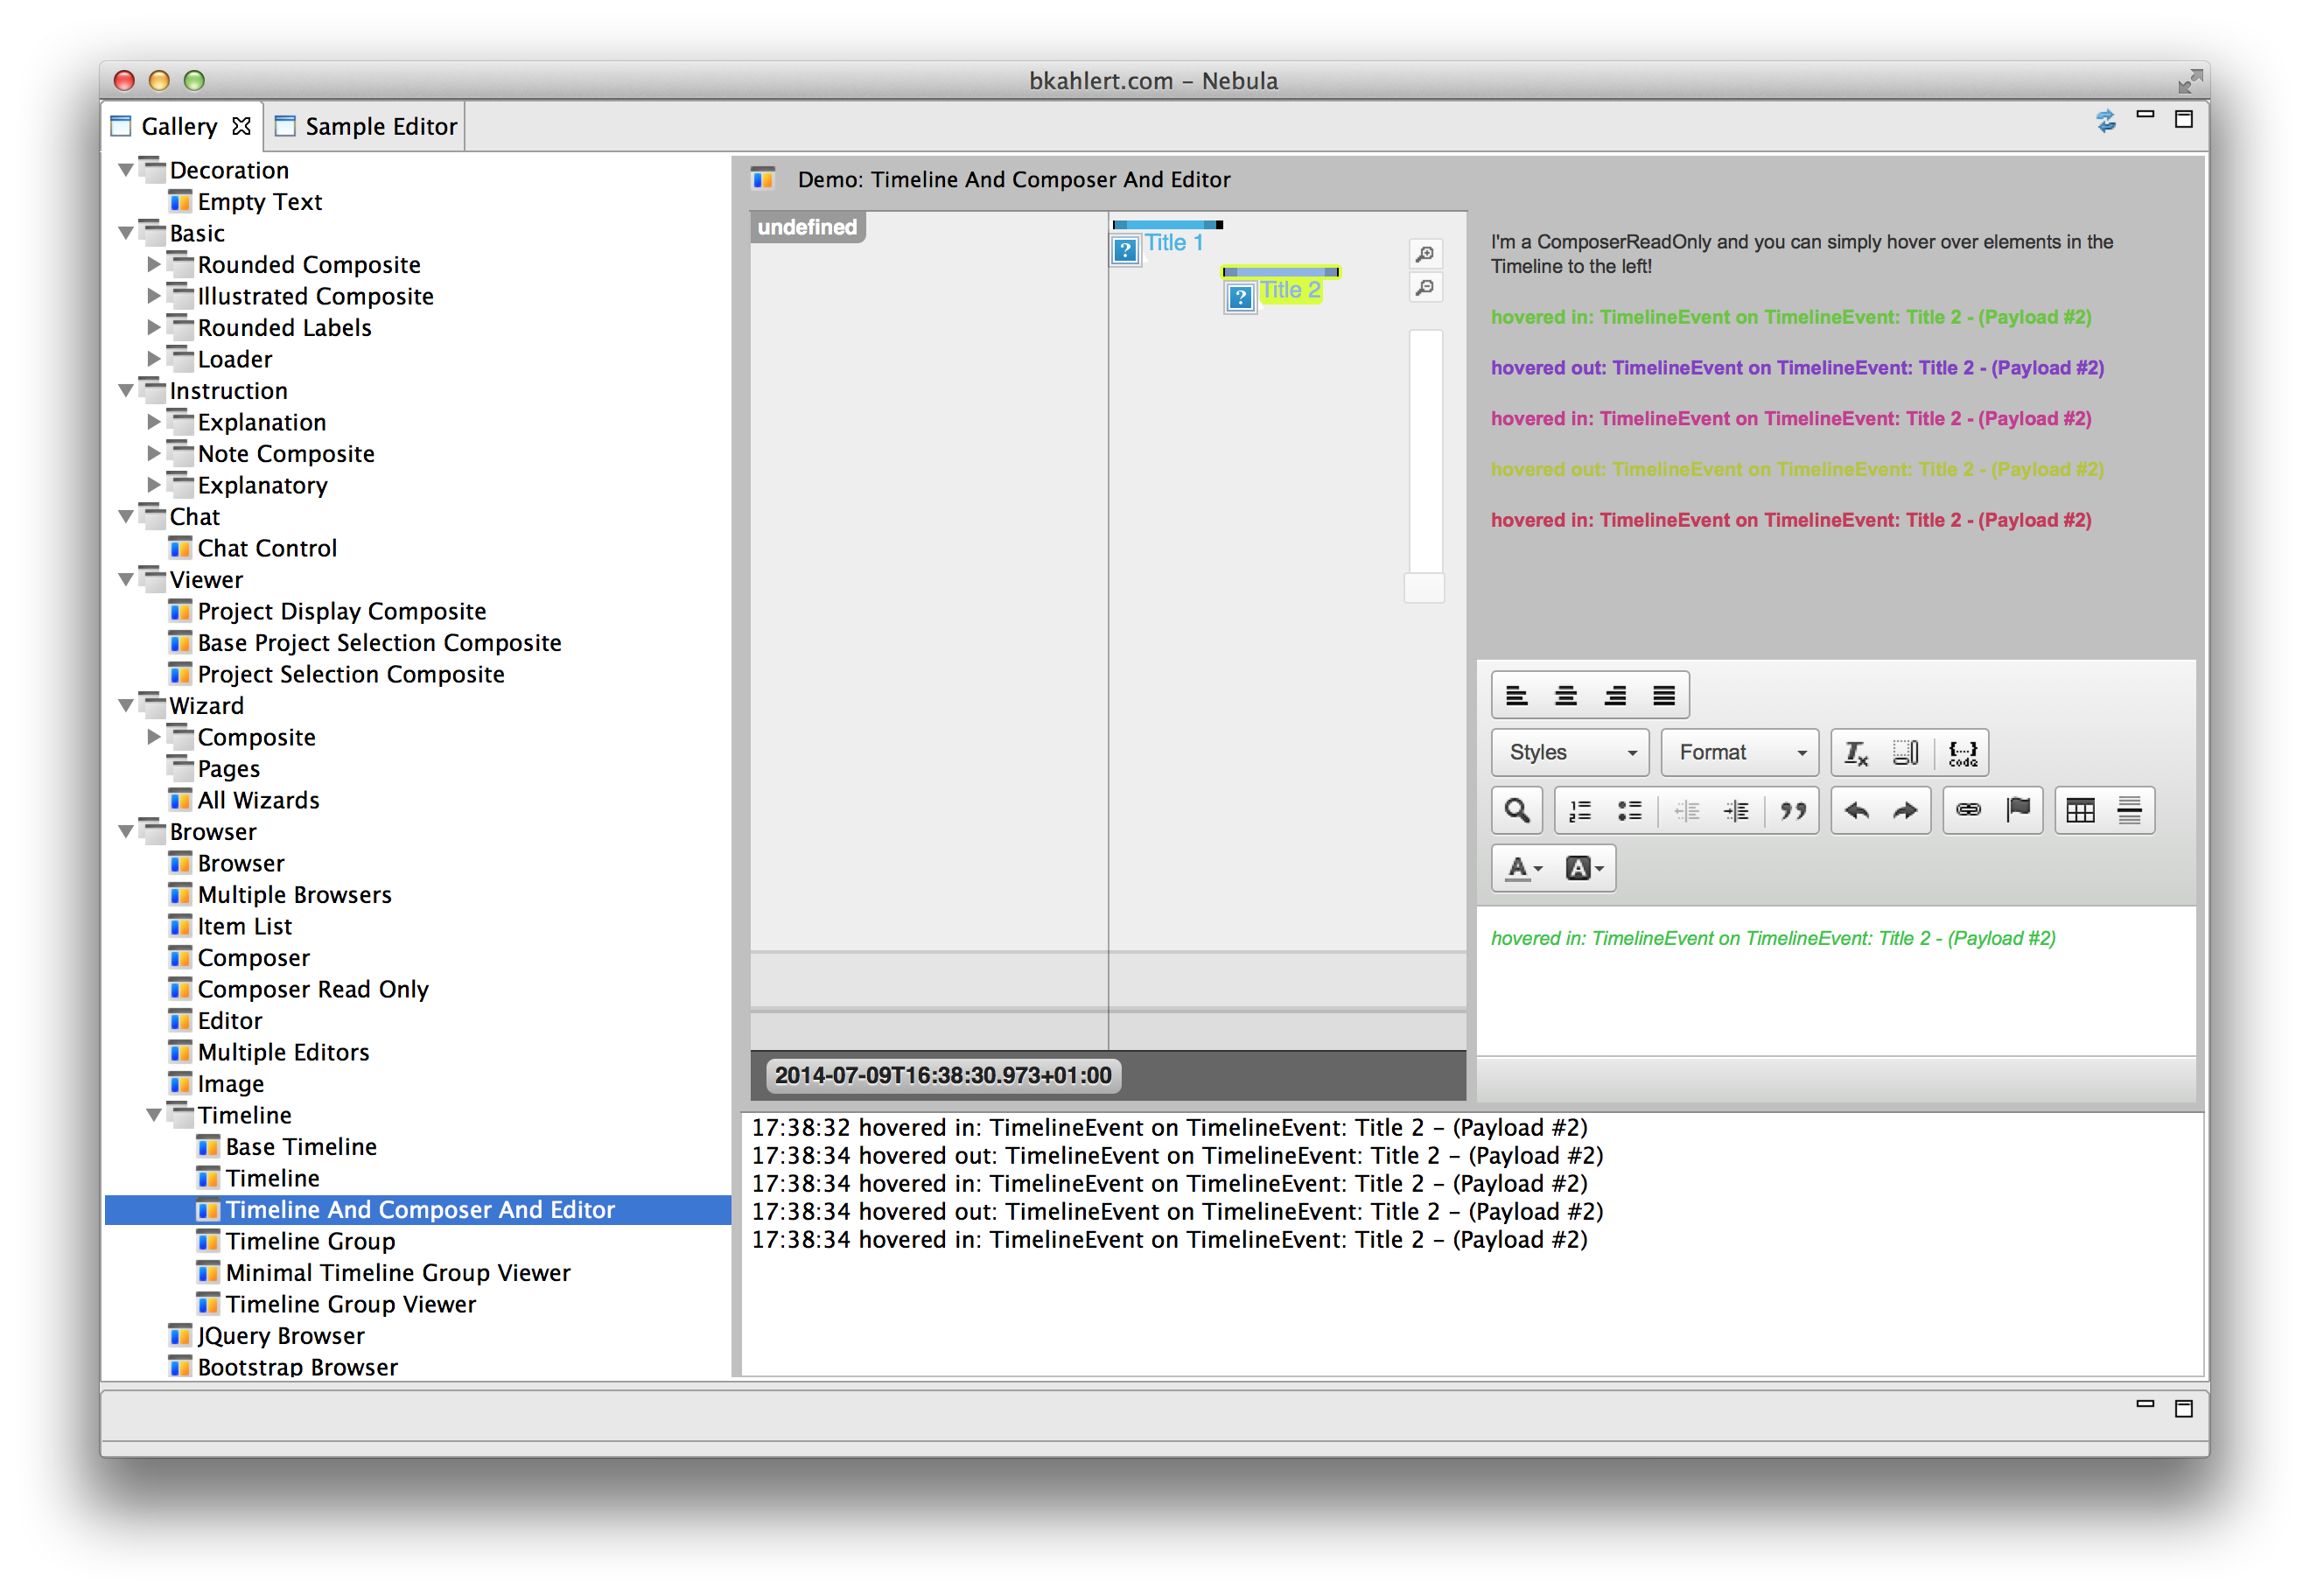 bkahlert.com – Nebula
Gallery
Sample Editor
Decoration
Empty Text
Basic
Rounded Composite
Illustrated Composite
Rounded Labels
Loader
Instruction
Explanation
Note Composite
Explanatory
Chat
Chat Control
Viewer
Project Display Composite
Base Project Selection Composite
Project Selection Composite
Wizard
Composite
Pages
All Wizards
Browser
Browser
Multiple Browsers
Item List
Composer
Composer Read Only
Editor
Multiple Editors
Image
Timeline
Base Timeline
Timeline
Timeline And Composer And Editor
Timeline Group
Minimal Timeline Group Viewer
Timeline Group Viewer
JQuery Browser
Bootstrap Browser
Demo: Timeline And Composer And Editor
undefined
Title 1
?
Title 2
?
2014-07-09T16:38:30.973+01:00
I'm a ComposerReadOnly and you can simply hover over elements in the
Timeline to the left!
hovered in: TimelineEvent on TimelineEvent: Title 2 - (Payload #2)
hovered out: TimelineEvent on TimelineEvent: Title 2 - (Payload #2)
hovered in: TimelineEvent on TimelineEvent: Title 2 - (Payload #2)
hovered out: TimelineEvent on TimelineEvent: Title 2 - (Payload #2)
hovered in: TimelineEvent on TimelineEvent: Title 2 - (Payload #2)
Styles
Format
{...}
code
hovered in: TimelineEvent on TimelineEvent: Title 2 - (Payload #2)
17:38:32 hovered in: TimelineEvent on TimelineEvent: Title 2 – (Payload #2)
17:38:34 hovered out: TimelineEvent on TimelineEvent: Title 2 – (Payload #2)
17:38:34 hovered in: TimelineEvent on TimelineEvent: Title 2 – (Payload #2)
17:38:34 hovered out: TimelineEvent on TimelineEvent: Title 2 – (Payload #2)
17:38:34 hovered in: TimelineEvent on TimelineEvent: Title 2 – (Payload #2)